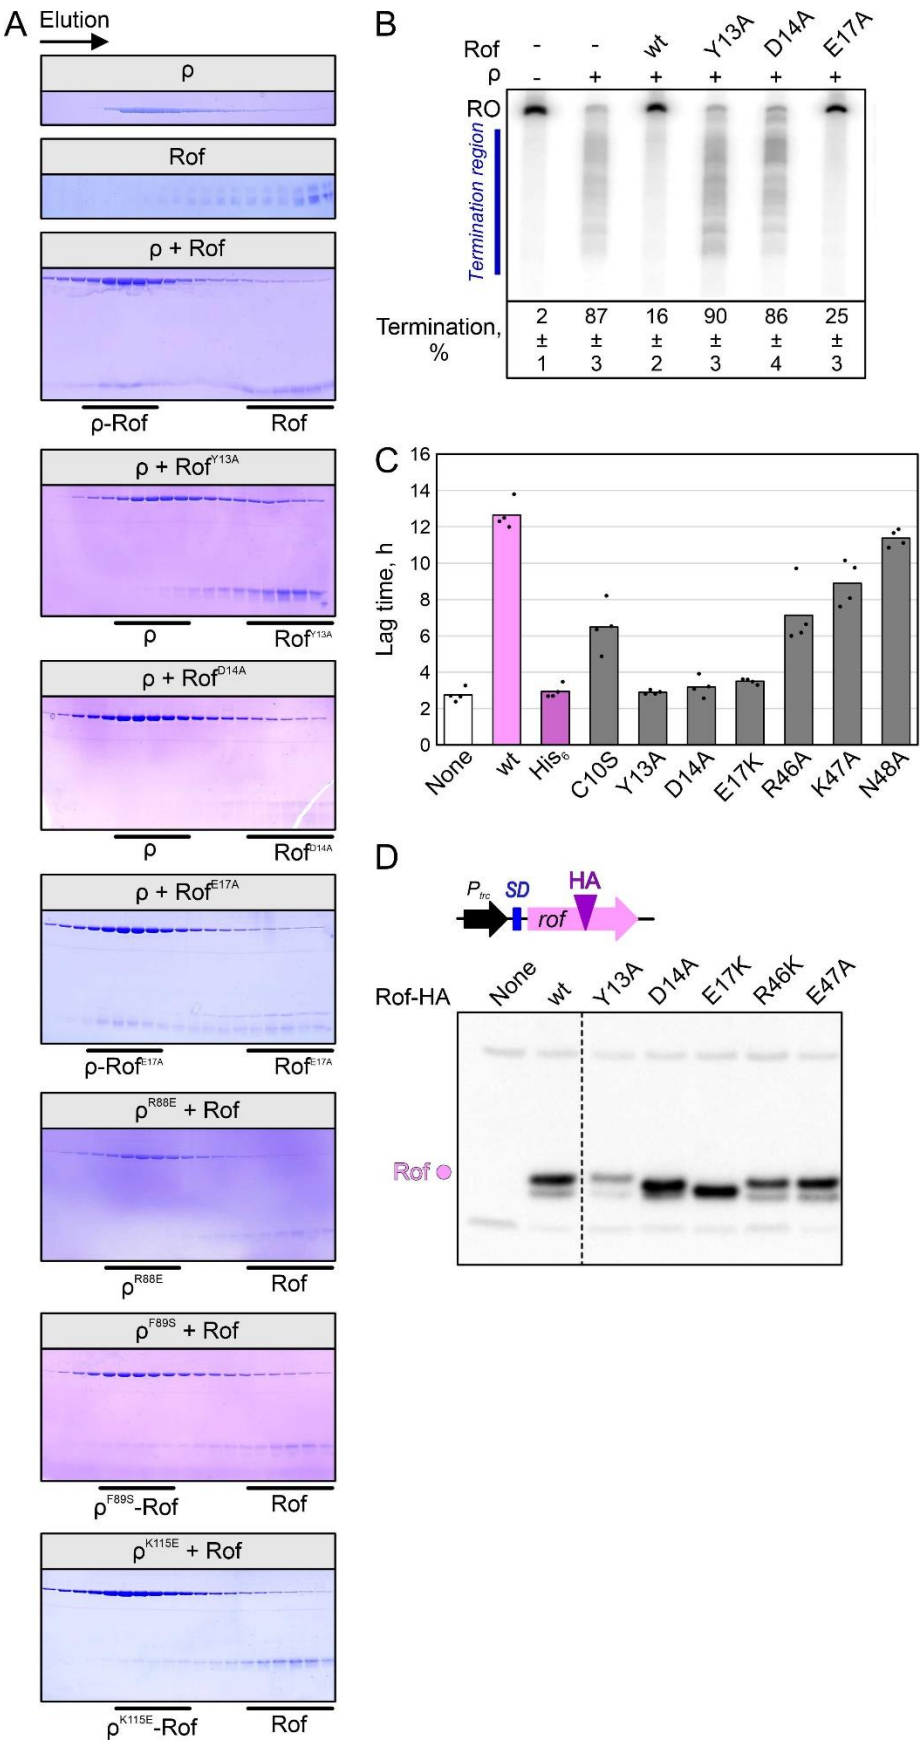 A
Elution
ρ
Rof
ρ + Rof
ρ-Rof Rof
ρ + Rof^Y13A
ρ Rof^Y13A
ρ + Rof^D14A
ρ Rof^D14A
ρ + Rof^E17A
ρ-Rof^E17A Rof^E17A
ρ^R88E + Rof
ρ^R88E Rof
ρ^F89S + Rof
ρ^F89S-Rof Rof
ρ^K115E + Rof
ρ^K115E-Rof Rof
B
Rof - - wt Y13A D14A E17A
ρ - + + + + +
RO
Termination region
Termination, %
2 ± 1
87 ± 3
16 ± 2
90 ± 3
86 ± 4
25 ± 3
C
Lag time, h
16
14
12
10
8
6
4
2
0
None wt His₆ C10S Y13A D14A E17K R46A K47A N48A
D
P_trc SD HA
rof
Rof-HA None wt Y13A D14A E17K R46K E47A
Rof